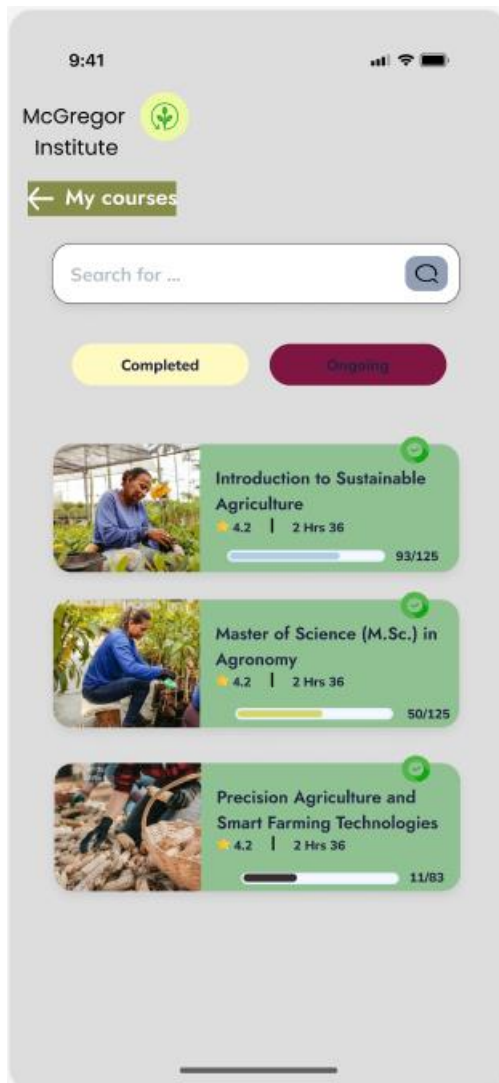 9:41
McGregor
Institute
My courses
Search for ...
Completed
Ongoing
Introduction to Sustainable
Agriculture
4.2 | 2 Hrs 36
93/125
Master of Science (M.Sc.) in
Agronomy
4.2 | 2 Hrs 36
50/125
Precision Agriculture and
Smart Farming Technologies
4.2 | 2 Hrs 36
11/83